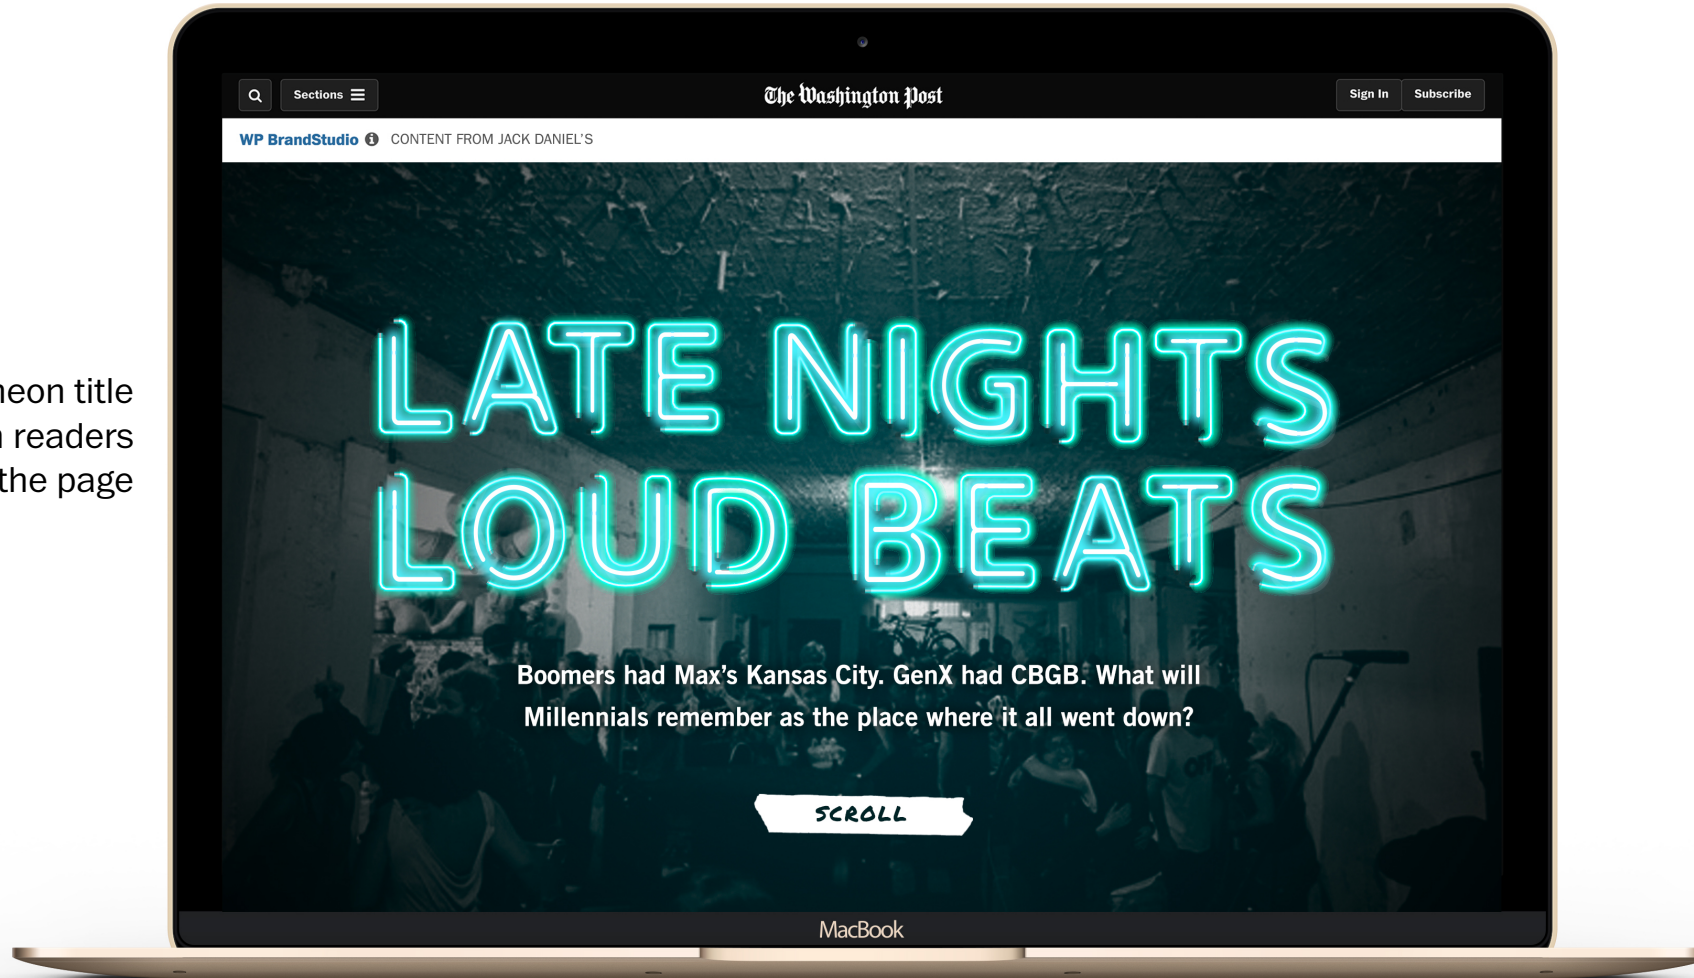 neon title
readers
the page
Sections
The Washington Post
Sign In Subscribe
WP BrandStudio CONTENT FROM JACK DANIEL'S
LATE NIGHTS
LOUD BEATS
Boomers had Max's Kansas City. GenX had CBGB. What will
Millennials remember as the place where it all went down?
SCROLL
MacBook